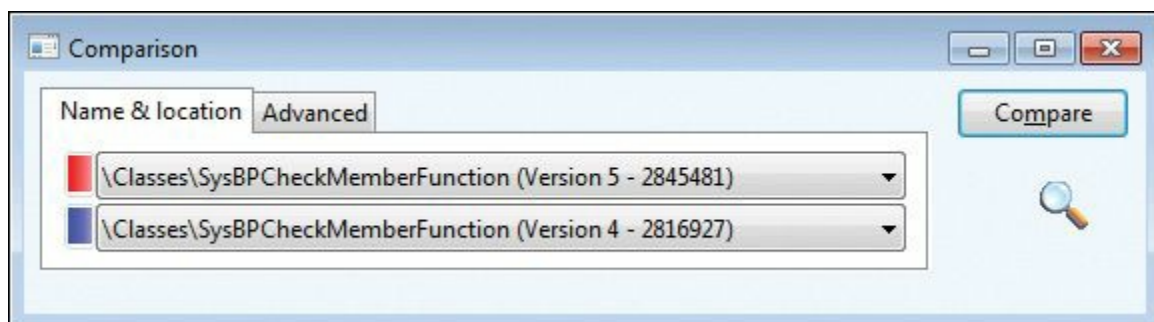 Comparison
Name & location
Advanced
Compare
\Classes\SysBPCheckMemberFunction (Version 5 - 2845481)
\Classes\SysBPCheckMemberFunction (Version 4 - 2816927)